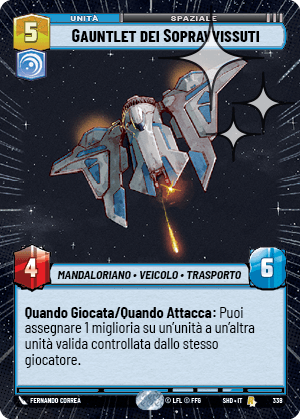 UNITÀ SPAZIALE
5 GAUNTLET DEI SOPRAVVISSUTI
4 MANDALORIANO • VEICOLO • TRASPORTO 6
Quando Giocata/Quando Attacca: Puoi
assegnare 1 miglioria su un'unità a un'altra
unità valida controllata dallo stesso
giocatore.
FERNANDO CORREA © LFL © FFG SHD • IT 338